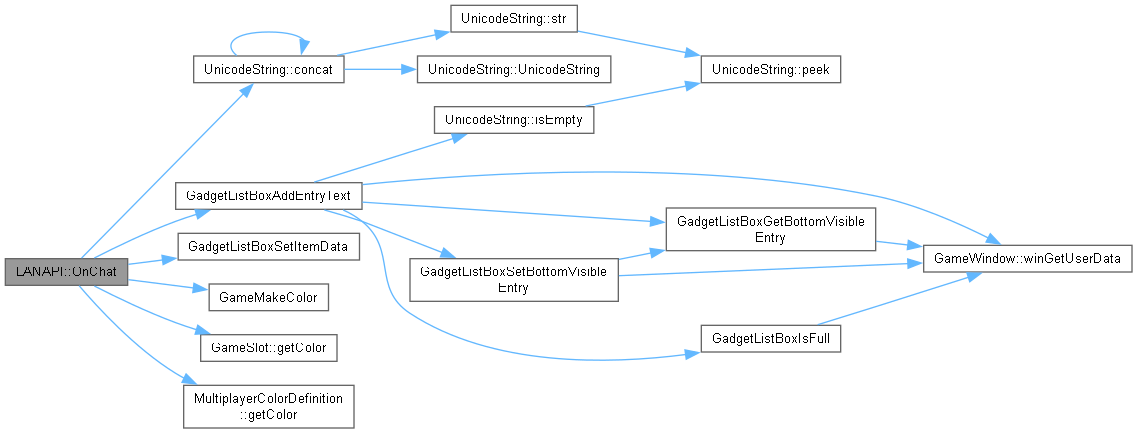 UnicodeString::str
UnicodeString::concat
UnicodeString::UnicodeString
UnicodeString::peek
UnicodeString::isEmpty
GadgetListBoxAddEntryText
GadgetListBoxGetBottomVisible
Entry
GadgetListBoxSetItemData
GameWindow::winGetUserData
LANAPI::OnChat
GadgetListBoxSetBottomVisible
Entry
GameMakeColor
GadgetListBoxIsFull
GameSlot::getColor
MultiplayerColorDefinition
::getColor